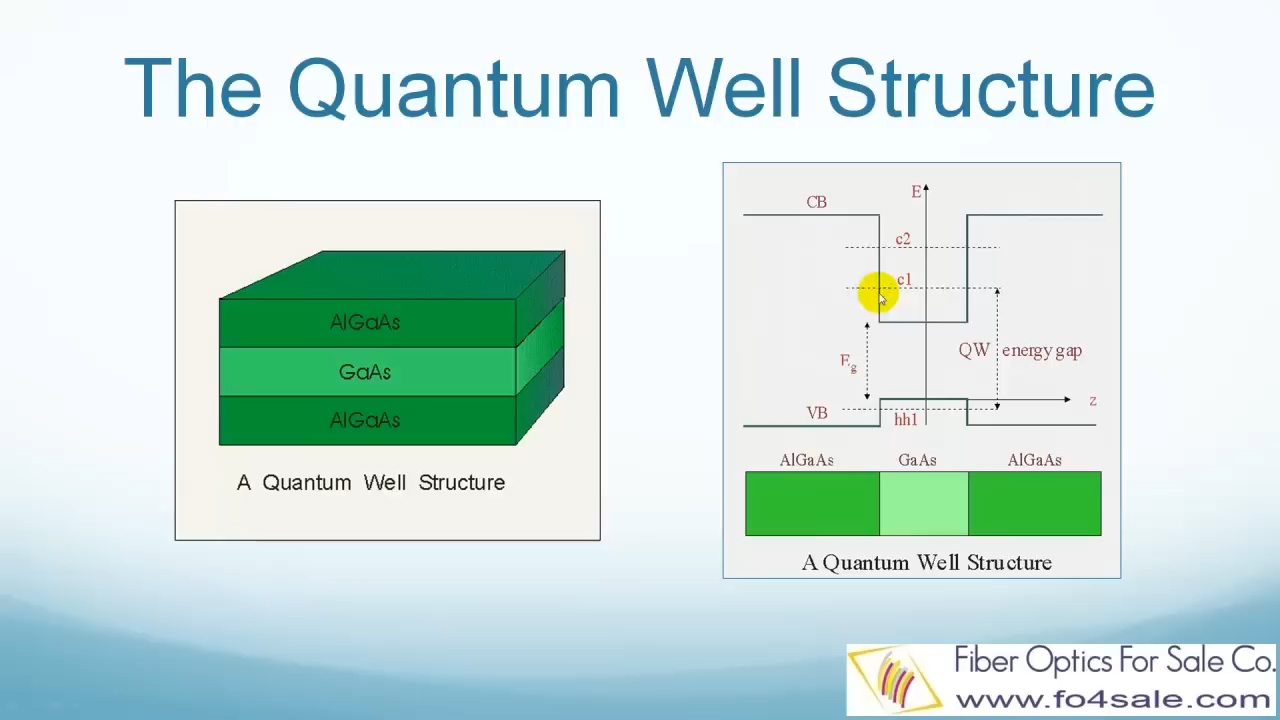 The Quantum Well Structure
AlGaAs
GaAs
AlGaAs
A Quantum Well Structure
E
CB
c2
c1
QW energy gap
Eg
z
VB
hh1
AlGaAs GaAs AlGaAs
A Quantum Well Structure
Fiber Optics For Sale Co.
www.fo4sale.com